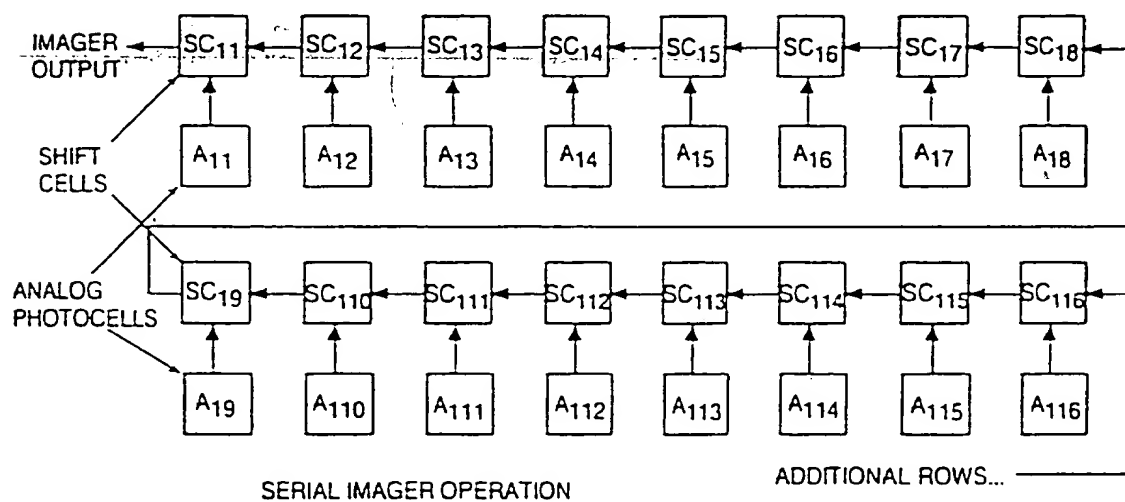 IMAGER
OUTPUT
SC11 SC12 SC13 SC14 SC15 SC16 SC17 SC18
A11 A12 A13 A14 A15 A16 A17 A18
SHIFT
CELLS
SC19 SC110 SC111 SC112 SC113 SC114 SC115 SC116
ANALOG
PHOTOCELLS
A19 A110 A111 A112 A113 A114 A115 A116
SERIAL IMAGER OPERATION
ADDITIONAL ROWS...